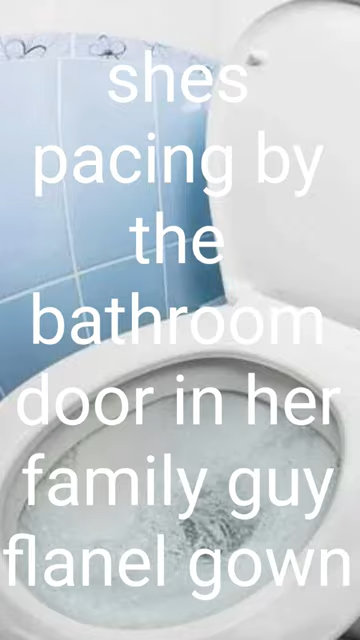 shes
pacing by
the
bathroom
door in her
family guy
flanel gown